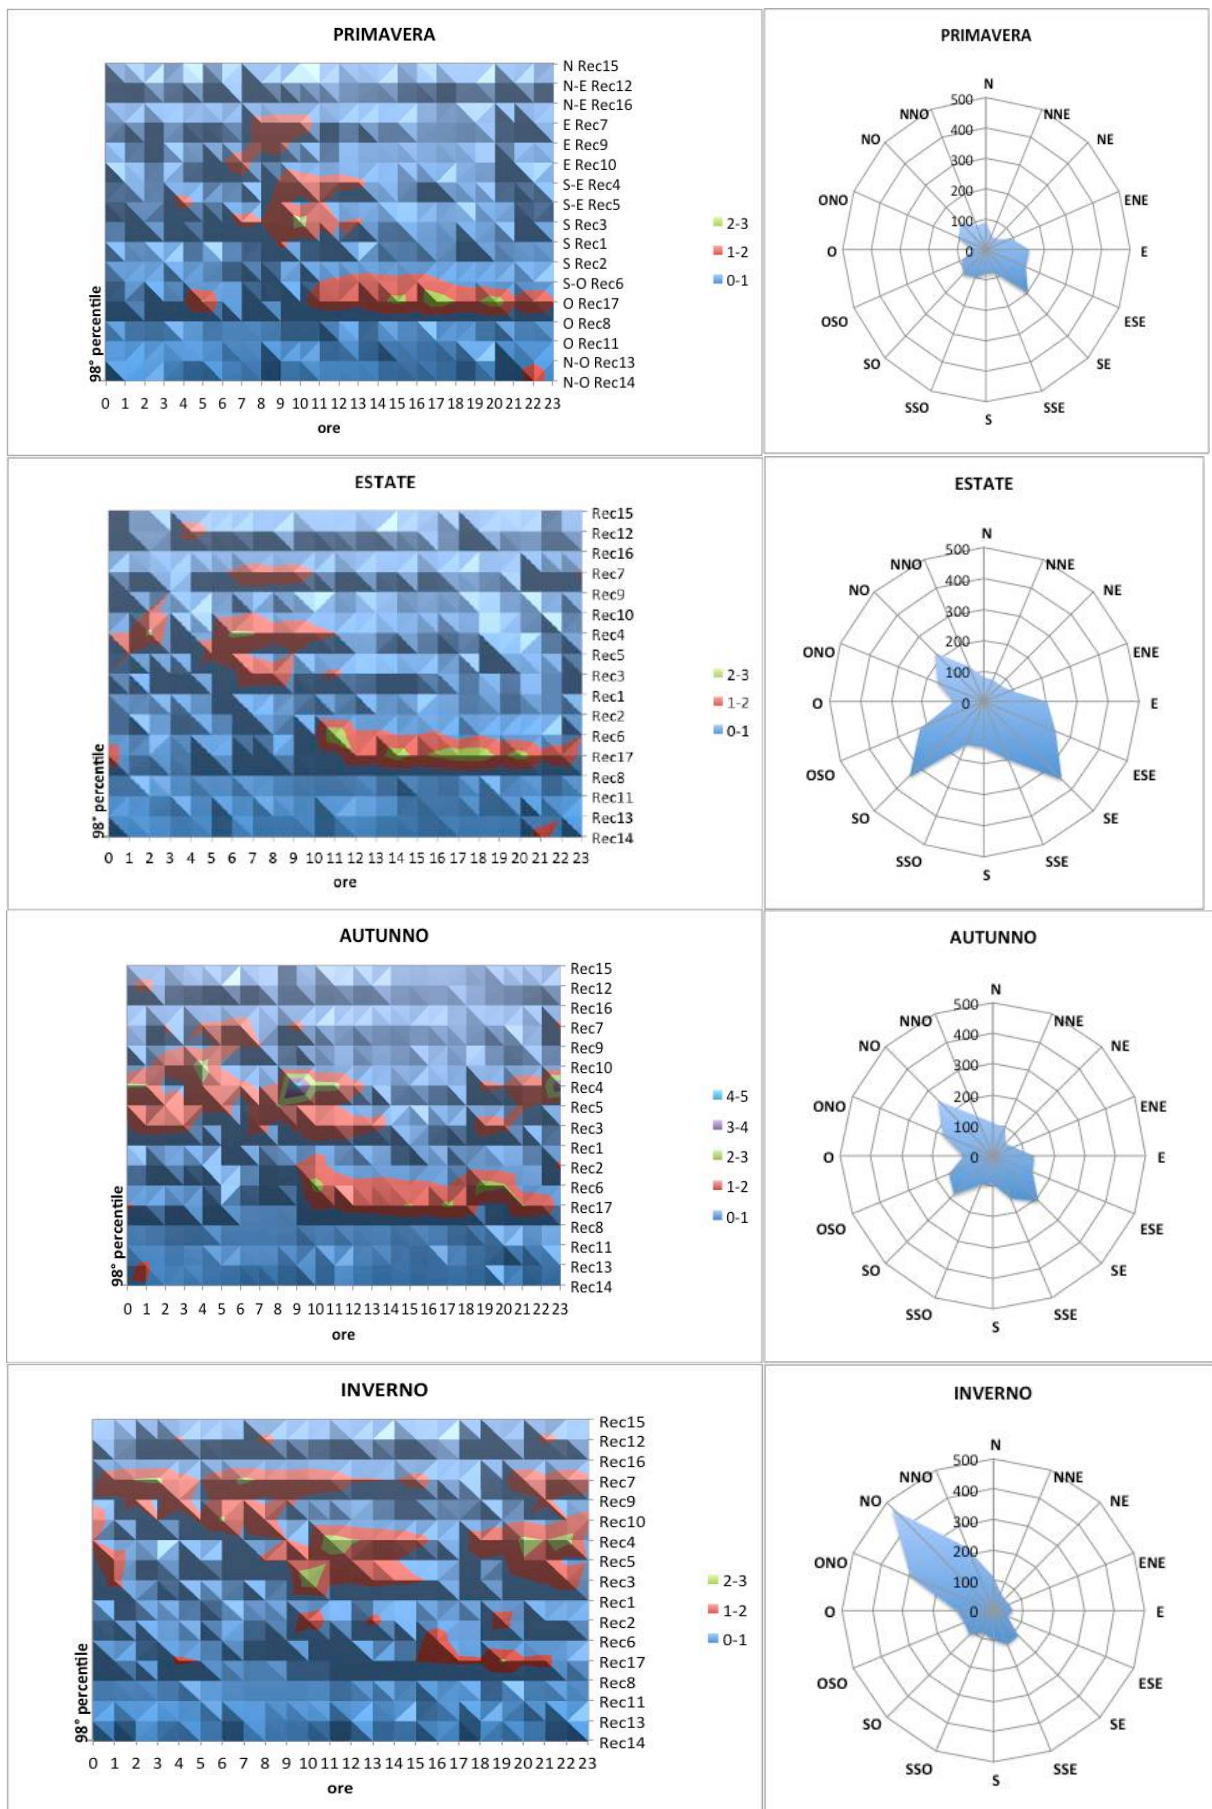 PRIMAVERA
N Rec15
N-E Rec12
N-E Rec16
E Rec7
E Rec9
E Rec10
S-E Rec4
S-E Rec5
S Rec3
S Rec1
S Rec2
S-O Rec6
O Rec17
O Rec8
O Rec11
N-O Rec13
N-O Rec14
2-3
1-2
0-1
98° percentile
0 1 2 3 4 5 6 7 8 9 10 11 12 13 14 15 16 17 18 19 20 21 22 23
ore
PRIMAVERA
N
NNE
NE
ENE
E
ESE
SE
SSE
S
SSO
SO
OSO
O
ONO
NO
NNO
500
400
300
200
100
0
ESTATE
Rec15
Rec12
Rec16
Rec7
Rec9
Rec10
Rec4
Rec5
Rec3
Rec1
Rec2
Rec6
Rec17
Rec8
Rec11
Rec13
Rec14
2-3
1-2
0-1
98° percentile
0 1 2 3 4 5 6 7 8 9 10 11 12 13 14 15 16 17 18 19 20 21 22 23
ore
ESTATE
N
NNE
NE
ENE
E
ESE
SE
SSE
S
SSO
SO
OSO
O
ONO
NO
NNO
500
400
300
200
100
0
AUTUNNO
Rec15
Rec12
Rec16
Rec7
Rec9
Rec10
Rec4
Rec5
Rec3
Rec1
Rec2
Rec6
Rec17
Rec8
Rec11
Rec13
Rec14
4-5
3-4
2-3
1-2
0-1
98° percentile
0 1 2 3 4 5 6 7 8 9 10 11 12 13 14 15 16 17 18 19 20 21 22 23
ore
AUTUNNO
N
NNE
NE
ENE
E
ESE
SE
SSE
S
SSO
SO
OSO
O
ONO
NO
NNO
500
400
300
200
100
0
INVERNO
Rec15
Rec12
Rec16
Rec7
Rec9
Rec10
Rec4
Rec5
Rec3
Rec1
Rec2
Rec6
Rec17
Rec8
Rec11
Rec13
Rec14
2-3
1-2
0-1
98° percentile
0 1 2 3 4 5 6 7 8 9 10 11 12 13 14 15 16 17 18 19 20 21 22 23
ore
INVERNO
N
NNE
NE
ENE
E
ESE
SE
SSE
S
SSO
SO
OSO
O
ONO
NO
NNO
500
400
300
200
100
0